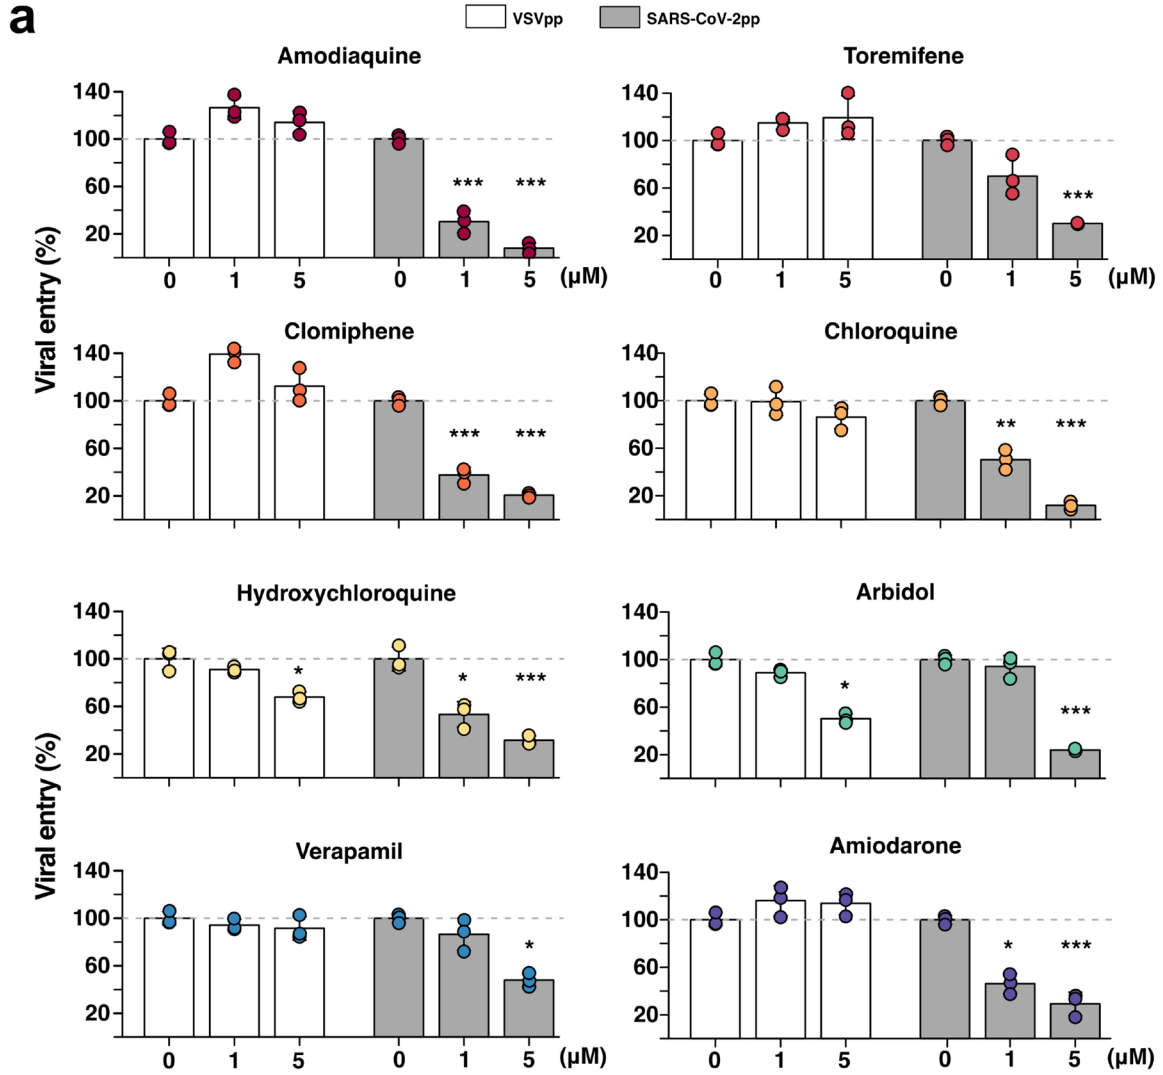 a
VSVpp SARS-CoV-2pp
Amodiaquine
140
100
60
20
*** ***
0 1 5 0 1 5 (µM)
Toremifene
140
100
60
20
***
0 1 5 0 1 5 (µM)
Viral entry (%)
Clomiphene
140
100
60
20
*** ***
Chloroquine
140
100
60
20
** ***
Hydroxychloroquine
140
100
60
20
* * ***
Arbidol
140
100
60
20
* ***
Viral entry (%)
Verapamil
140
100
60
20
*
0 1 5 0 1 5 (µM)
Amiodarone
140
100
60
20
* ***
0 1 5 0 1 5 (µM)